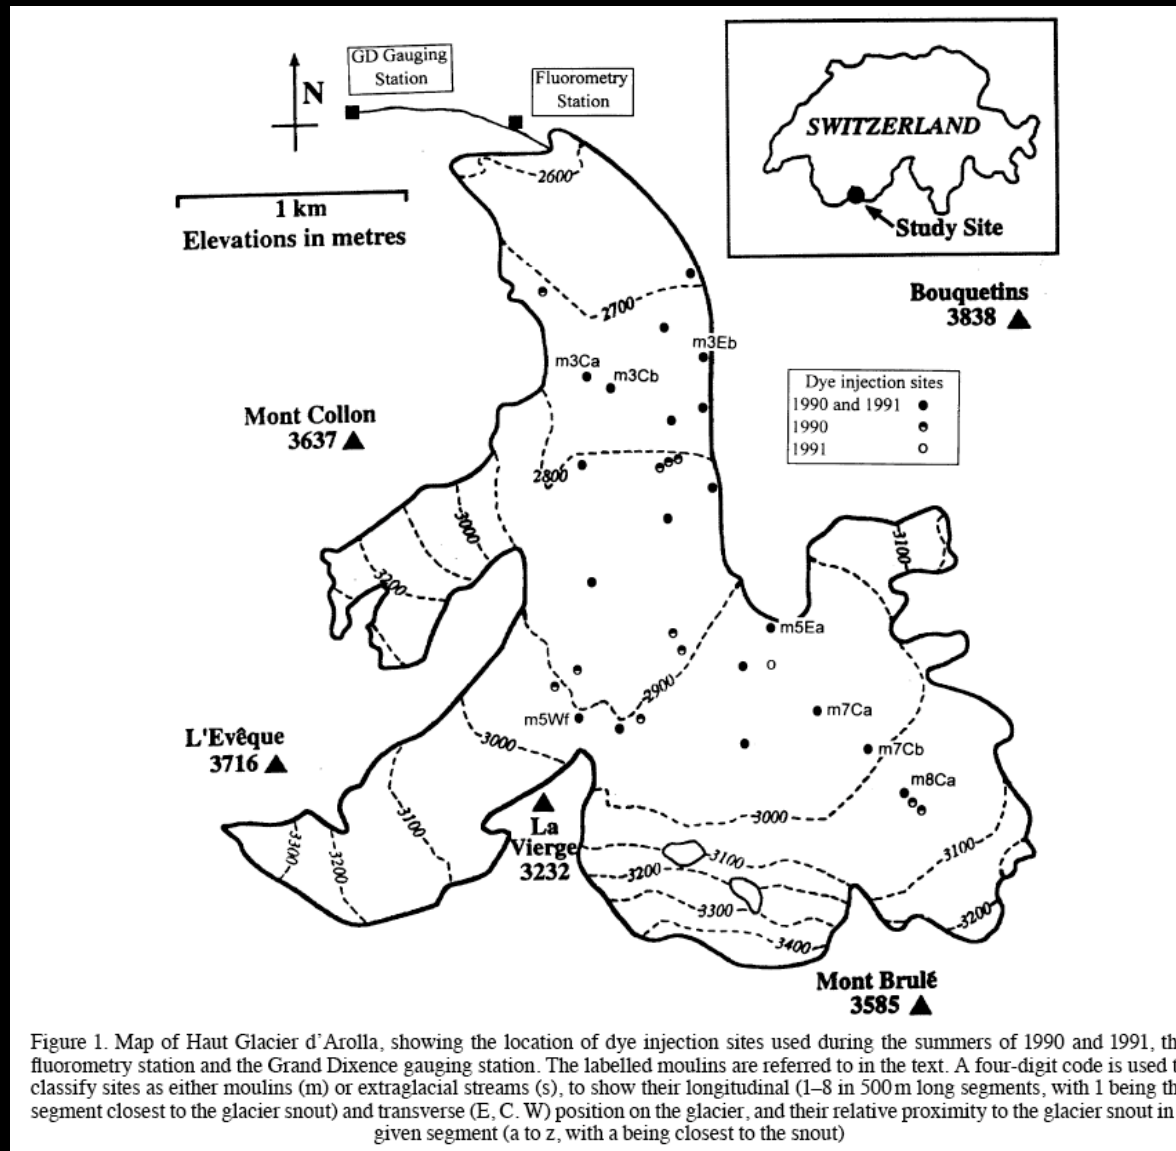 GD Gauging
Station
Fluorometry
Station
N
1 km
Elevations in metres
SWITZERLAND
Study Site
2600
2700
Bouquetins
3838
m3Eb
m3Ca
m3Cb
Dye injection sites
1990 and 1991
1990
1991
Mont Collon
3637
2800
3000
3200
3100
m5Ea
2900
m5Wf
m7Ca
m7Cb
m8Ca
L'Evêque
3716
3000
3100
3300
3200
La
Vierge
3232
3000
3100
3200
3300
3400
3100
3200
Mont Brulé
3585
Figure 1. Map of Haut Glacier d'Arolla, showing the location of dye injection sites used during the summers of 1990 and 1991, th
fluorometry station and the Grand Dixence gauging station. The labelled moulins are referred to in the text. A four-digit code is used t
classify sites as either moulins (m) or extraglacial streams (s), to show their longitudinal (1–8 in 500 m long segments, with 1 being th
segment closest to the glacier snout) and transverse (E, C. W) position on the glacier, and their relative proximity to the glacier snout in
given segment (a to z, with a being closest to the snout)